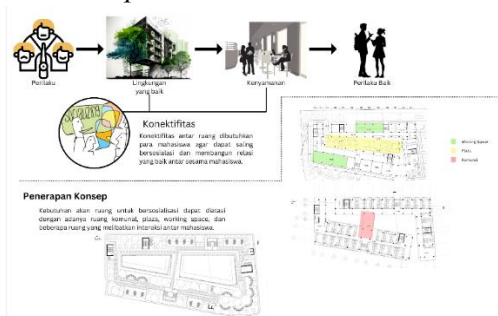 Perilaku
Lingkungan
yang baik
Kenyamanan
Perilaku Baik
Konektifitas
Konektifitas antar ruang dibutuhkan
para mahasiswa agar dapat saling
bersosialisasi dan membangun relasi
yang baik antar sesama mahasiswa.
Working Space
Plaza
Komunal
Penerapan Konsep
Kebutuhan akan ruang untuk bersosialisasi dapat diatasi
dengan adanya ruang komunal, plaza, working space, dan
beberapa ruang yang melibatkan interaksi antar mahasiswa.